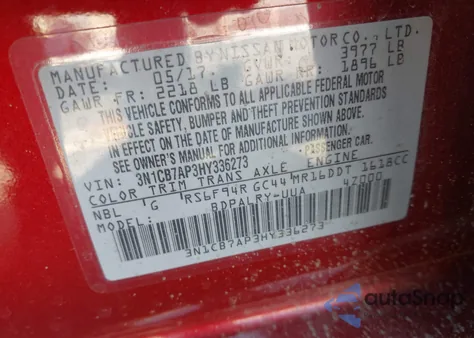 MANUFACTURED BY NISSAN MOTOR CO., LTD.
DATE: 05/17 GVWR: 3977 LB
GAWR FR: 2218 LB GAWR RR: 1896 LB
THIS VEHICLE CONFORMS TO ALL APPLICABLE FEDERAL MOTOR
VEHICLE SAFETY, BUMPER AND THEFT PREVENTION STANDARDS
IN EFFECT ON THE DATE OF MANUFACTURE SHOWN ABOVE.
SEE OWNER'S MANUAL FOR ADDITIONAL INFORMATION.
VIN: 3N1CB7AP3HY336273 PASSENGER CAR
COLOR TRIM TRANS AXLE ENGINE
NBL G RS6F94R GC44 MR16DDT 1618CC
MODEL: BDPALRY-UUA 47000
3N1CB7AP3HY336273
autoSnap